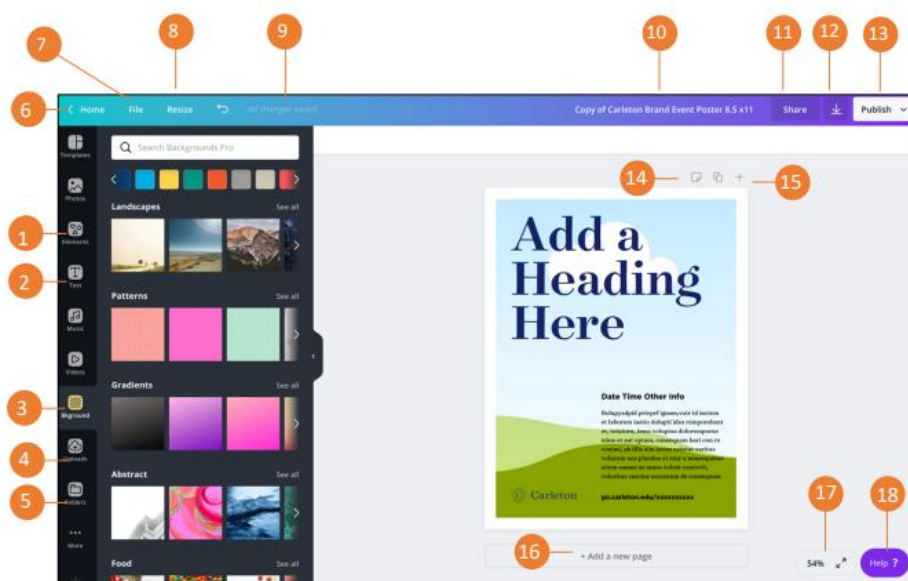 8 9 10 11 12 13
7
6 Home File Resize All changes saved Copy of Carleton Brand Event Poster 8.5 x11 Share Publish
Templates
Search Backgrounds Pro
Photos
14 15
Landscapes See all
1
Elements
2
Text
Add a
Heading
Here
Patterns See all
Music
Videos
Gradients See all
3
Bkground
Date Time Other Info
4
Uploads
Abstract See all
5
Folders
Carleton
go.carleton.edu/xxxxxxxxxx
17 18
More
16 + Add a new page
54% Help ?
Food See all